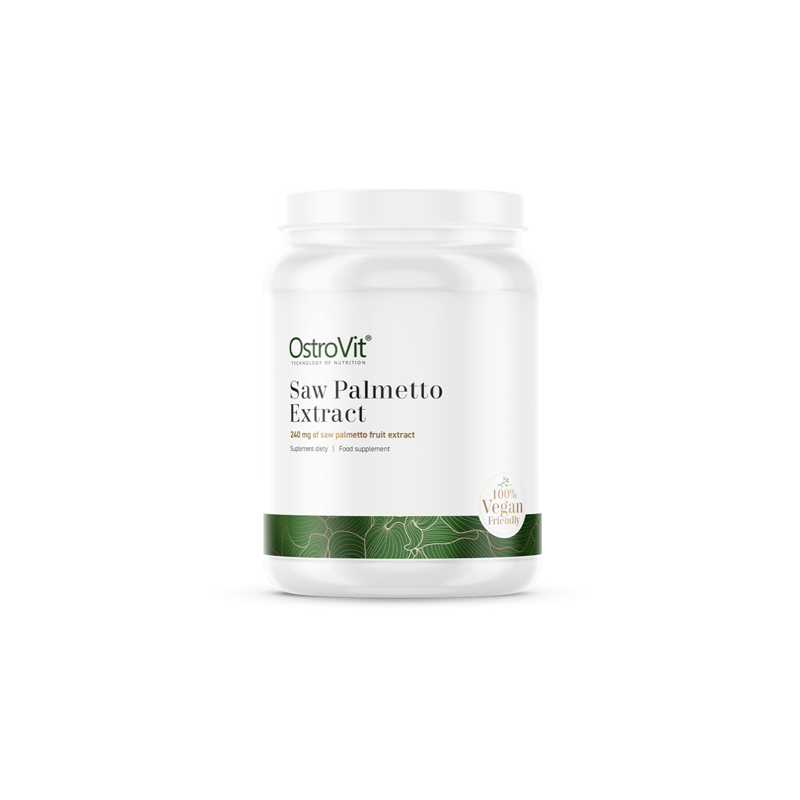 OstroVit®
TECHNOLOGY OF NUTRITION
Saw Palmetto
Extract
240 mg of saw palmetto fruit extract
Suplement diety | Food supplement
100%
Vegan
Friendly